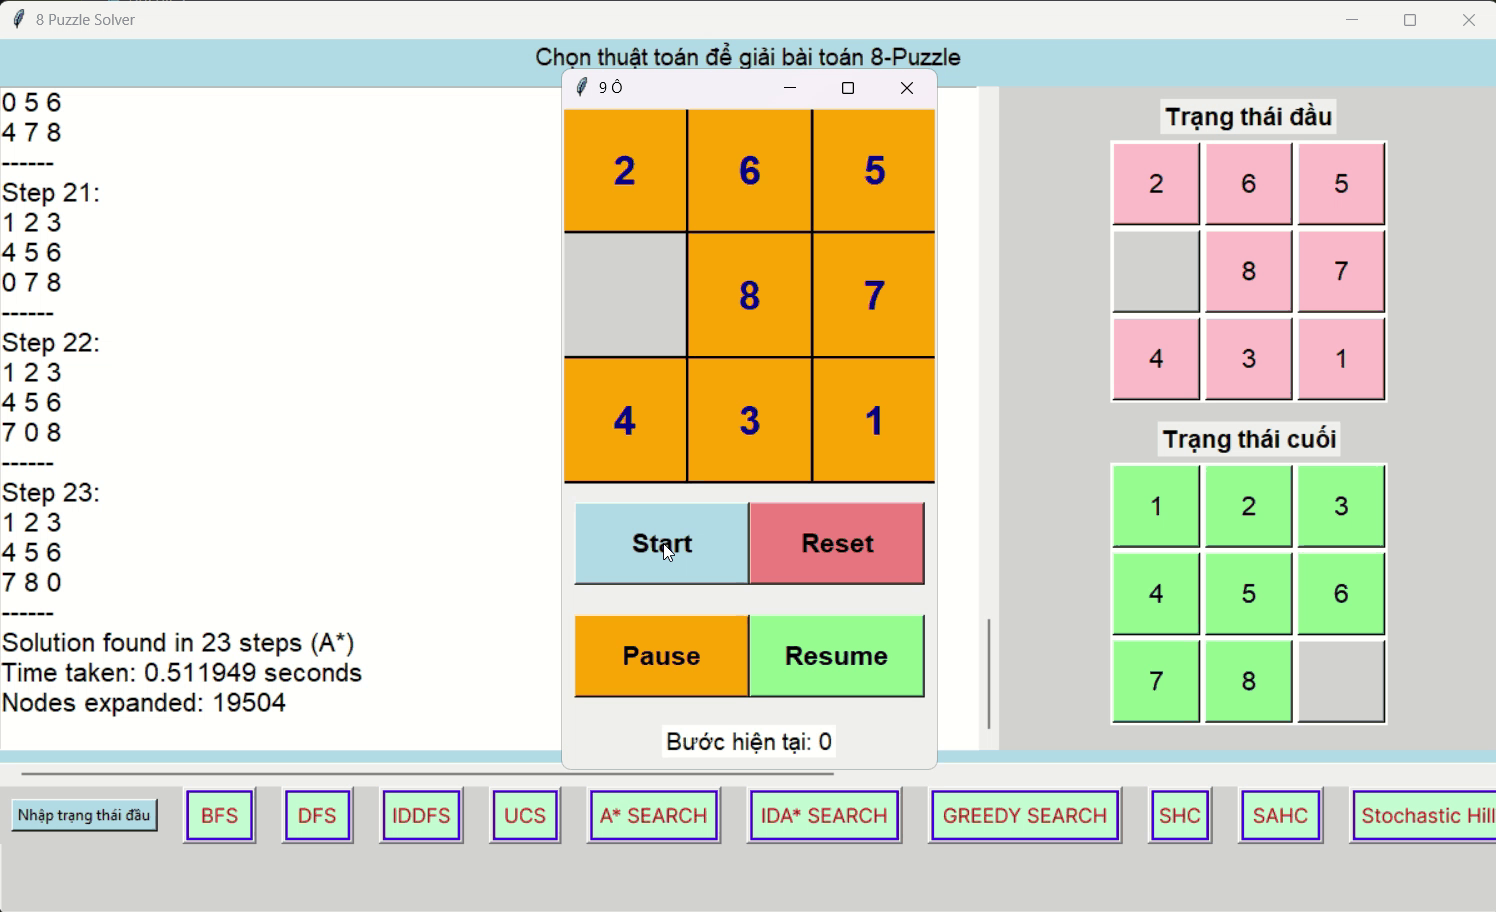 8 Puzzle Solver
Chọn thuật toán để giải bài toán 8-Puzzle
0 5 6
4 7 8
------
Step 21:
1 2 3
4 5 6
0 7 8
------
Step 22:
1 2 3
4 5 6
7 0 8
------
Step 23:
1 2 3
4 5 6
7 8 0
------
Solution found in 23 steps (A*)
Time taken: 0.511949 seconds
Nodes expanded: 19504
9 Ô
2 6 5
8 7
4 3 1
Start Reset
Pause Resume
Bước hiện tại: 0
Trạng thái đầu
2 6 5
8 7
4 3 1
Trạng thái cuối
1 2 3
4 5 6
7 8
Nhập trạng thái đầu BFS DFS IDDFS UCS A* SEARCH IDA* SEARCH GREEDY SEARCH SHC SAHC Stochastic Hill